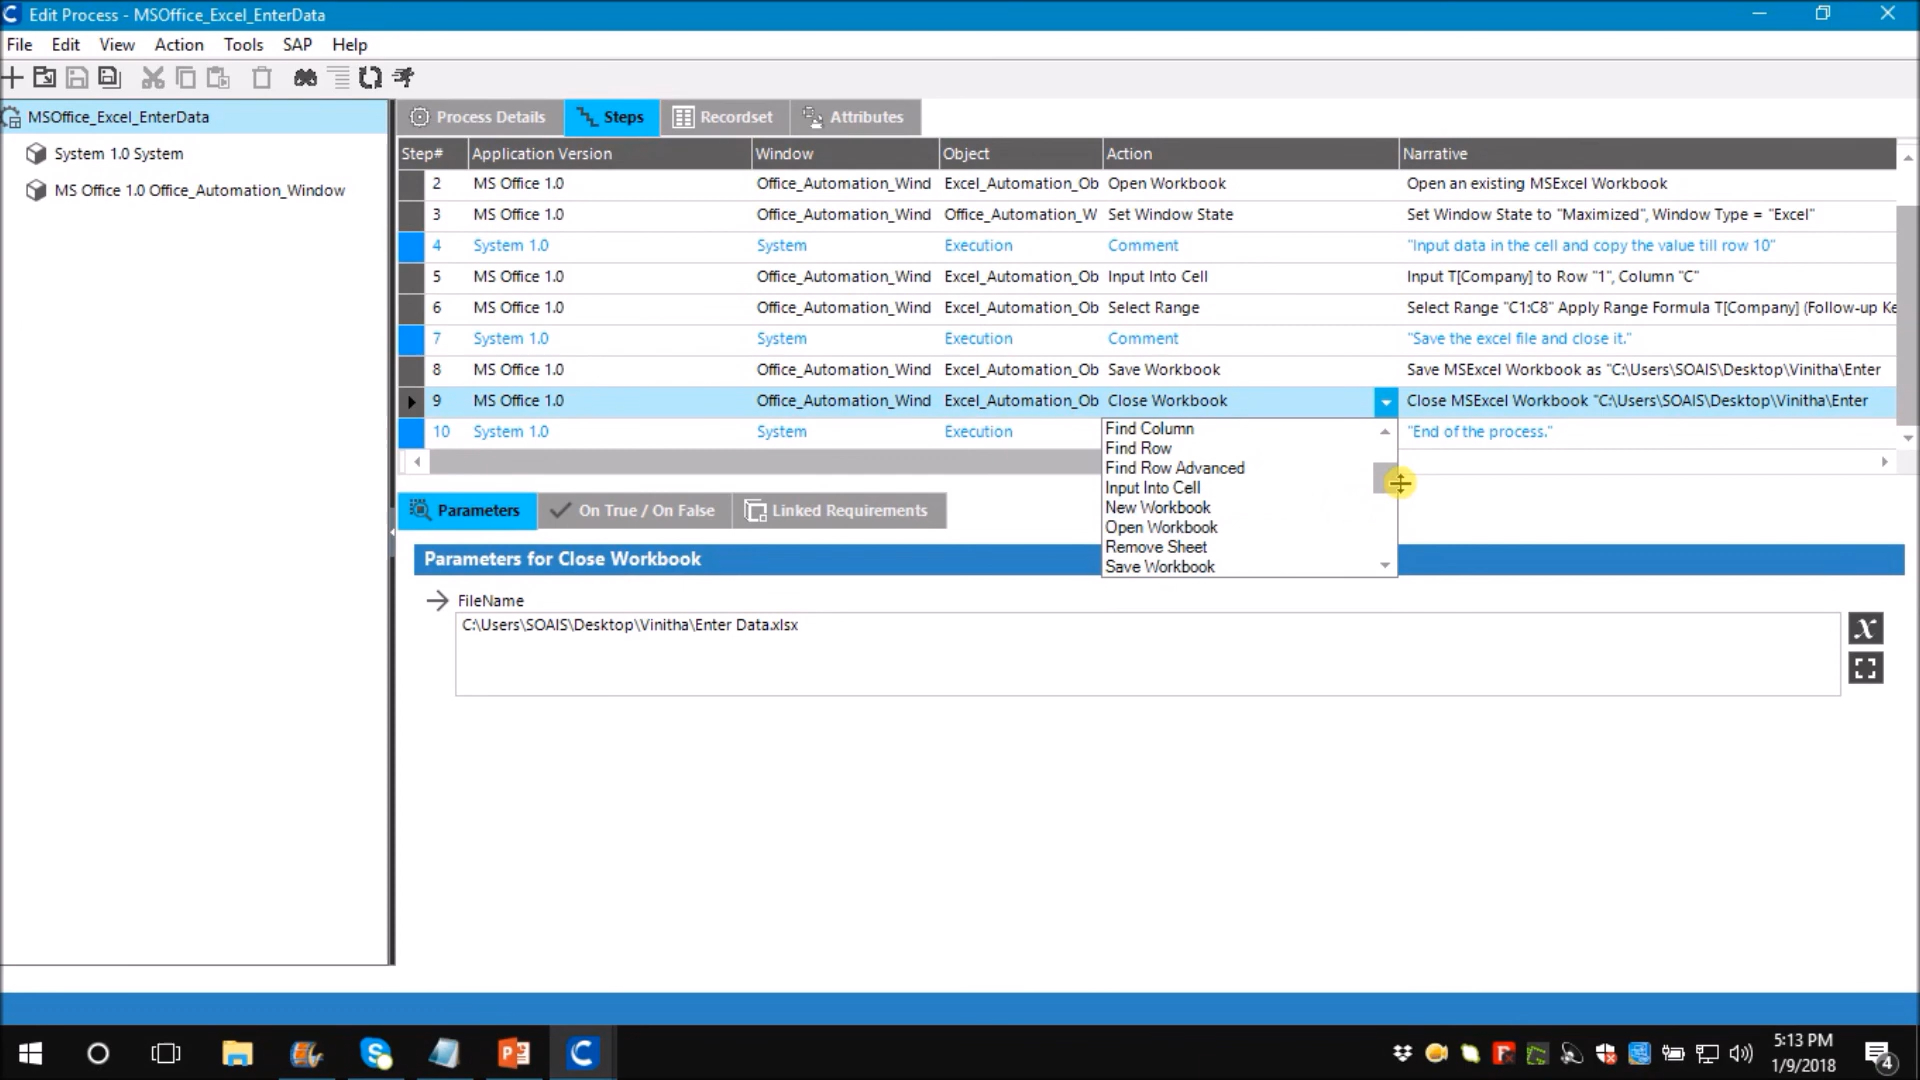 Edit Process - MSOffice_Excel_EnterData
File Edit View Action Tools SAP Help
MSOffice_Excel_EnterData
System 1.0 System
MS Office 1.0 Office_Automation_Window
Process Details Steps Recordset Attributes
Step# Application Version Window Object Action Narrative
2 MS Office 1.0 Office_Automation_Wind Excel_Automation_Ob Open Workbook Open an existing MSExcel Workbook
3 MS Office 1.0 Office_Automation_Wind Office_Automation_W Set Window State Set Window State to "Maximized", Window Type = "Excel"
4 System 1.0 System Execution Comment "Input data in the cell and copy the value till row 10"
5 MS Office 1.0 Office_Automation_Wind Excel_Automation_Ob Input Into Cell Input T[Company] to Row "1", Column "C"
6 MS Office 1.0 Office_Automation_Wind Excel_Automation_Ob Select Range Select Range "C1:C8" Apply Range Formula T[Company] (Follow-up Ke
7 System 1.0 System Execution Comment "Save the excel file and close it."
8 MS Office 1.0 Office_Automation_Wind Excel_Automation_Ob Save Workbook Save MSExcel Workbook as "C:\Users\SOAIS\Desktop\Vinitha\Enter
9 MS Office 1.0 Office_Automation_Wind Excel_Automation_Ob Close Workbook Close MSExcel Workbook "C:\Users\SOAIS\Desktop\Vinitha\Enter
10 System 1.0 System Execution "End of the process."
Find Column
Find Row
Find Row Advanced
Input Into Cell
New Workbook
Open Workbook
Remove Sheet
Save Workbook
Parameters On True / On False Linked Requirements
Parameters for Close Workbook
FileName
C:\Users\SOAIS\Desktop\Vinitha\Enter Data.xlsx
X
5:13 PM
1/9/2018
4